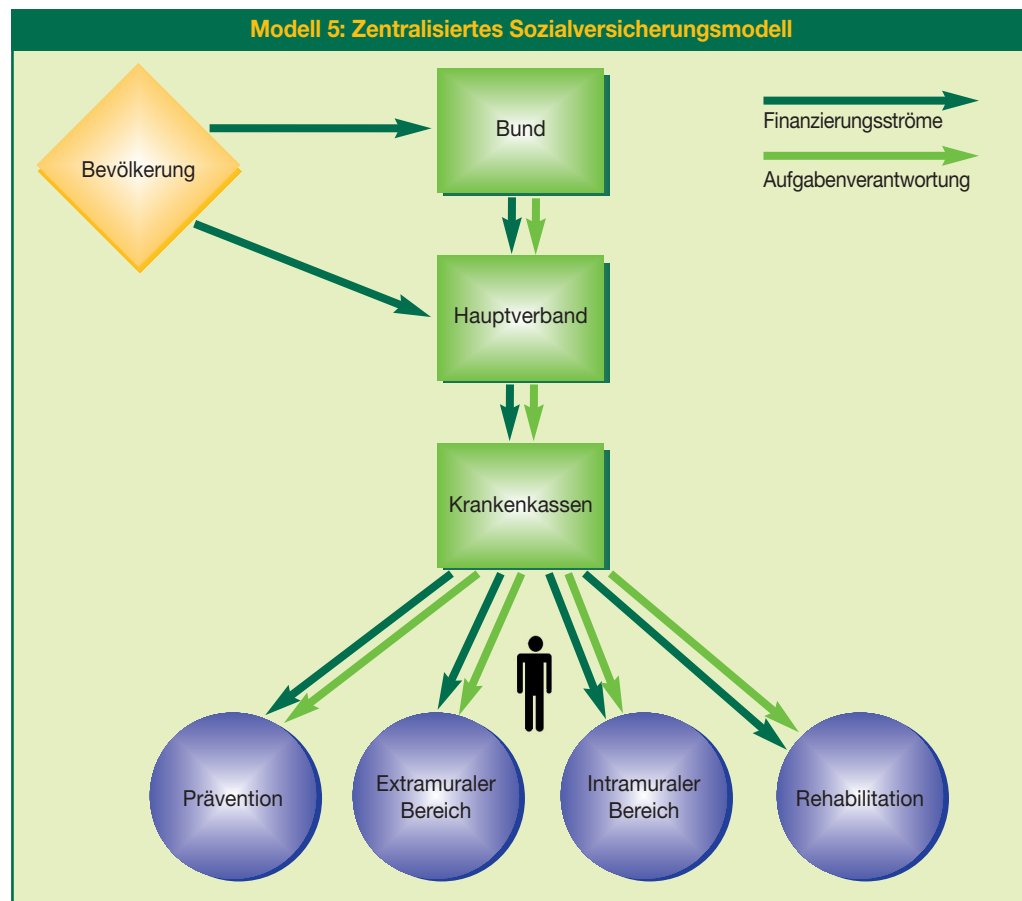 Modell 5: Zentralisiertes Sozialversicherungsmodell
Bevölkerung
Bund
Finanzierungsströme
Aufgabenverantwortung
Hauptverband
Krankenkassen
Prävention
Extramuraler
Bereich
Intramuraler
Bereich
Rehabilitation